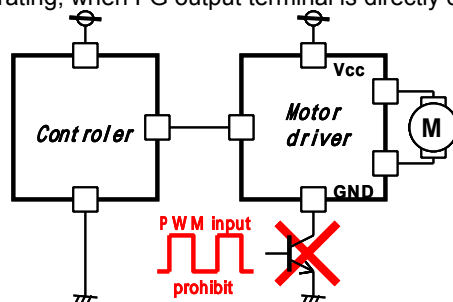 rating, when FG output terminal is directly c
Vcc
Controler
Motor
driver
M
GND
PWM input
prohibit